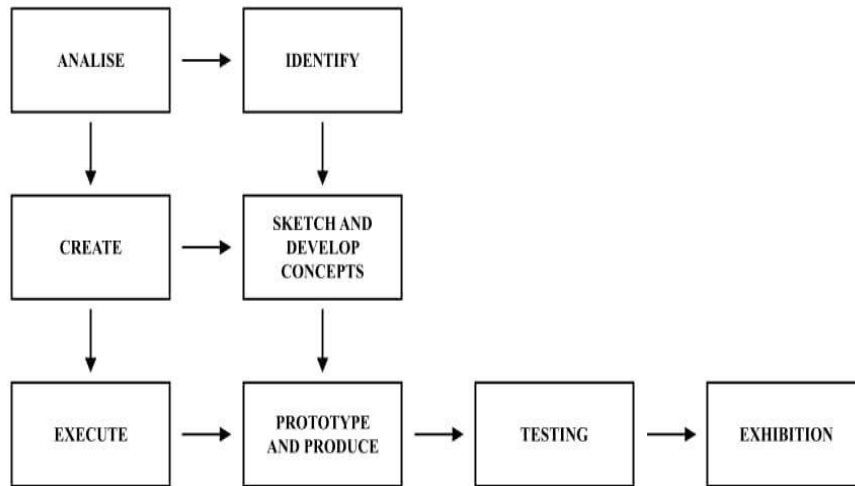 ANALISE
IDENTIFY
CREATE
SKETCH AND
DEVELOP
CONCEPTS
EXECUTE
PROTOTYPE
AND PRODUCE
TESTING
EXHIBITION